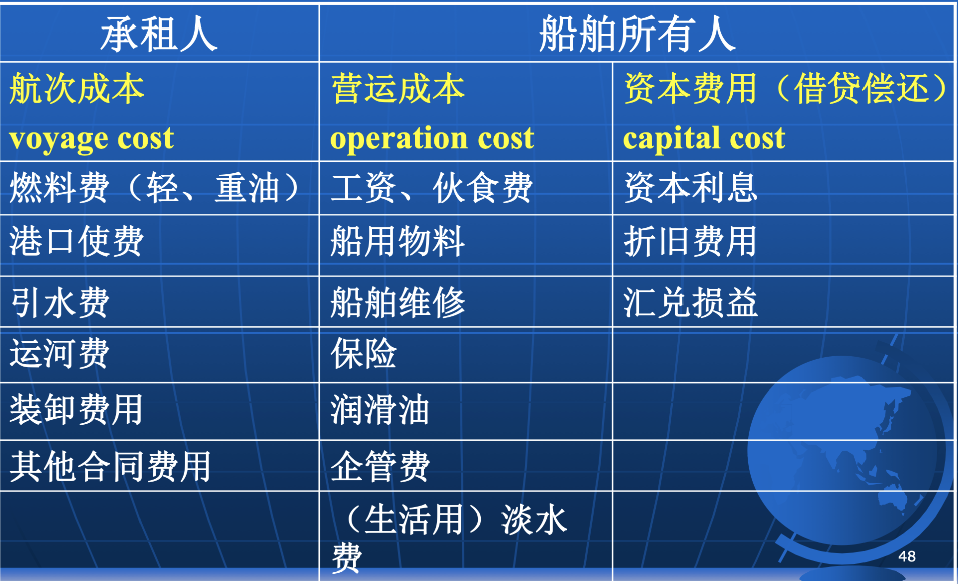 承租人 船舶所有人
航次成本 营运成本 资本费用（借贷偿还）
voyage cost operation cost capital cost
燃料费（轻、重油） 工资、伙食费 资本利息
港口使费 船用物料 折旧费用
引水费 船舶维修 汇兑损益
运河费 保险
装卸费用 润滑油
其他合同费用 企管费
（生活用）淡水
费
48